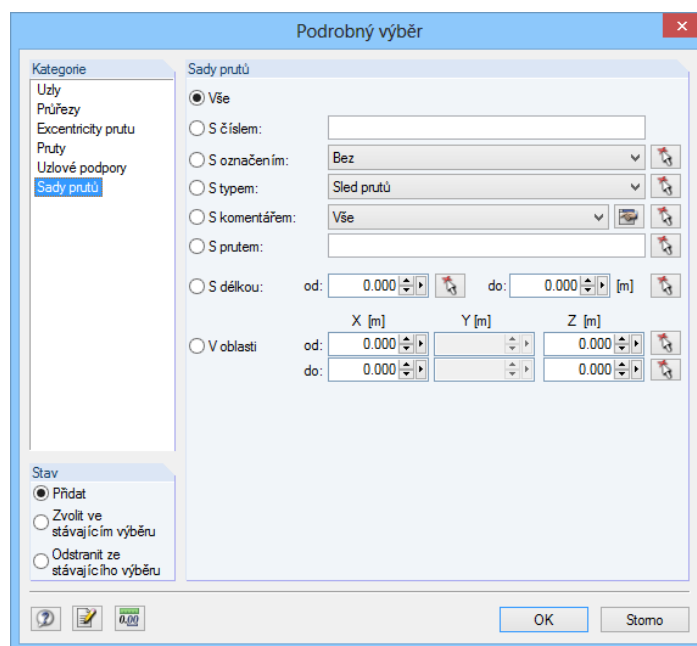 Podrobný výběr
Kategorie
Uzly
Průřezy
Excentricity prutu
Pruty
Uzlové podpory
Sady prutů
Sady prutů
Vše
S číslem:
S označením: Bez
S typem: Sled prutů
S komentářem: Vše
S prutem:
S délkou: od: 0.000 do: 0.000 [m]
X [m] Y [m] Z [m]
V oblasti od: 0.000 0.000
do: 0.000 0.000
Stav
Přidat
Zvolit ve
stávajícím výběru
Odstranit ze
stávajícího výběru
0.00 OK Storno